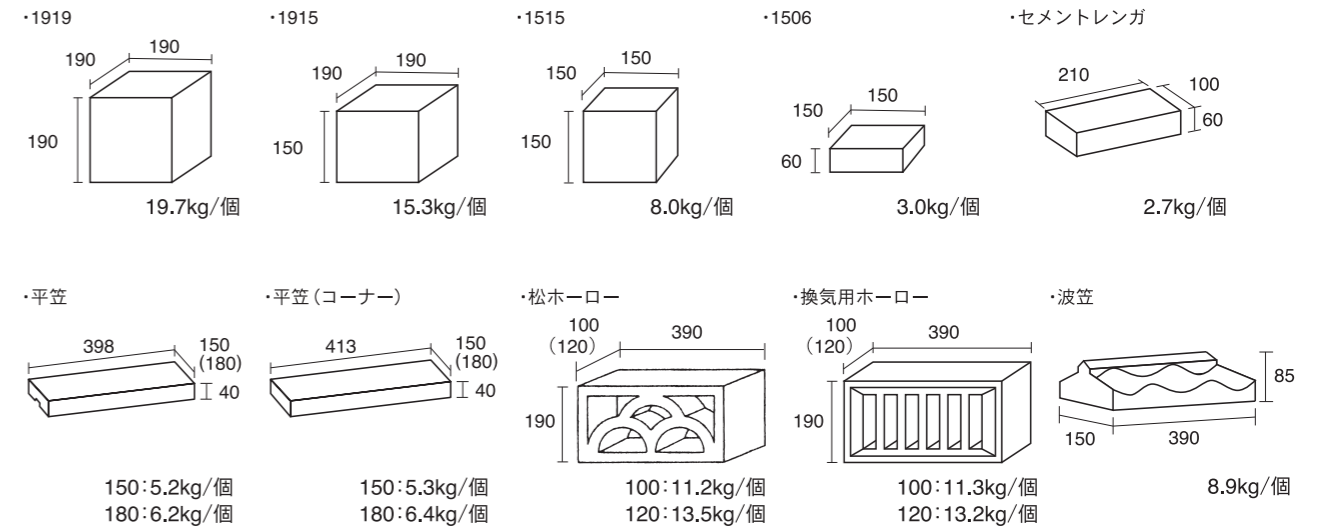 ・1919
190
190
190
19.7kg/個
・1915
190
190
150
15.3kg/個
・1515
150
150
150
8.0kg/個
・1506
150
150
60
3.0kg/個
・セメントレンガ
210
100
60
2.7kg/個
・平笠
398
150
(180)
40
150:5.2kg/個
180:6.2kg/個
・平笠(コーナー)
413
150
(180)
40
150:5.3kg/個
180:6.4kg/個
・松ホーロー
100
(120)
390
190
100:11.2kg/個
120:13.5kg/個
・換気用ホーロー
100
(120)
390
190
100:11.3kg/個
120:13.2kg/個
・波笠
85
150
390
8.9kg/個